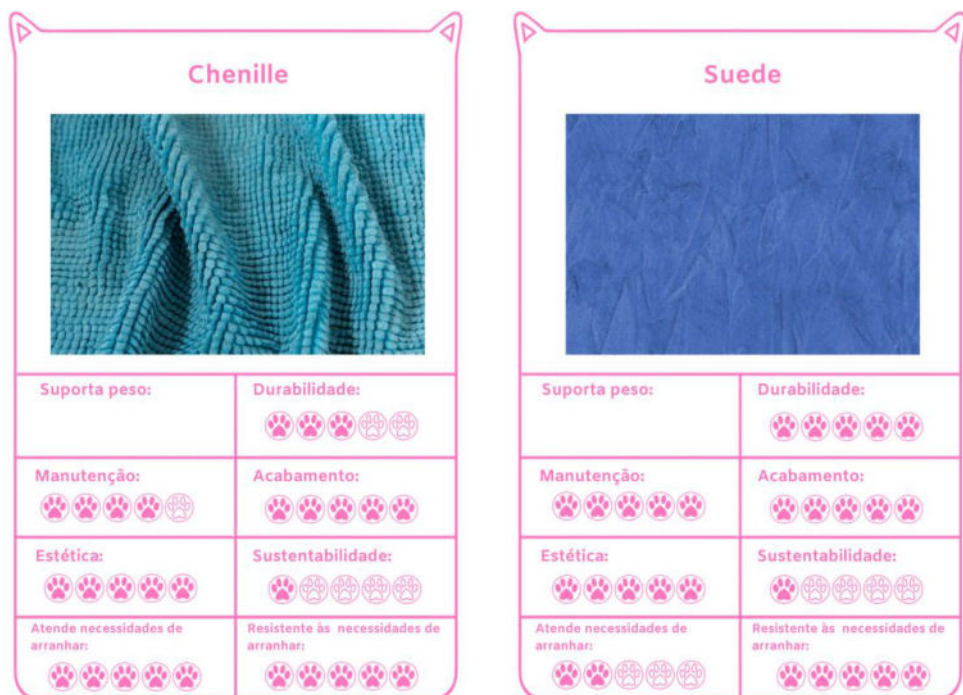 Chenille
Suporta peso:
Durabilidade:
Manutenção:
Acabamento:
Estética:
Sustentabilidade:
Atende necessidades de
arranhar:
Resistente às necessidades de
arranhar:
Suede
Suporta peso:
Durabilidade:
Manutenção:
Acabamento:
Estética:
Sustentabilidade:
Atende necessidades de
arranhar:
Resistente às necessidades de
arranhar: